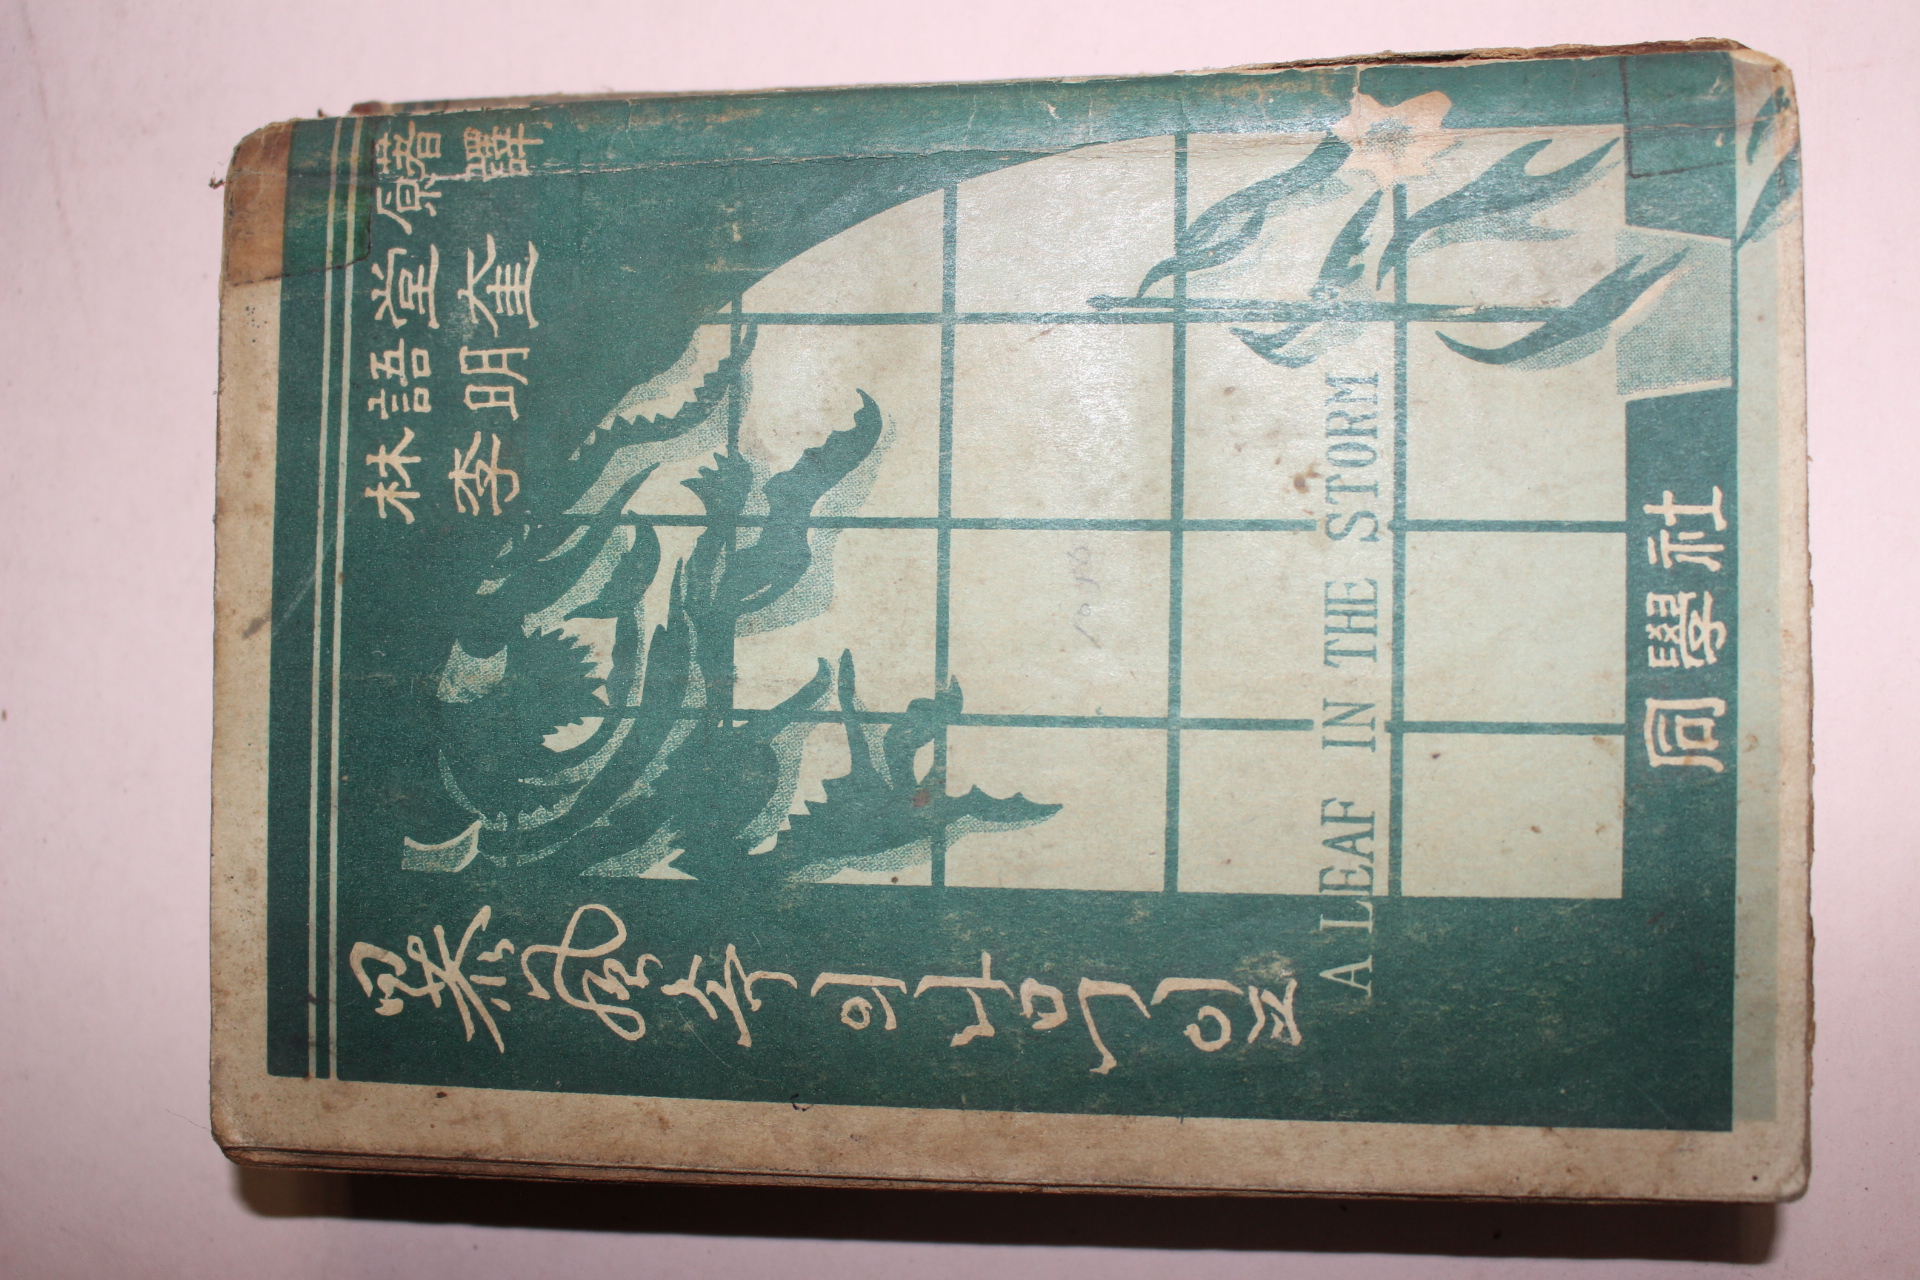 林語堂 原著
李明奎 譯
暴風속의나무잎
A LEAF IN THE STORM
同學社